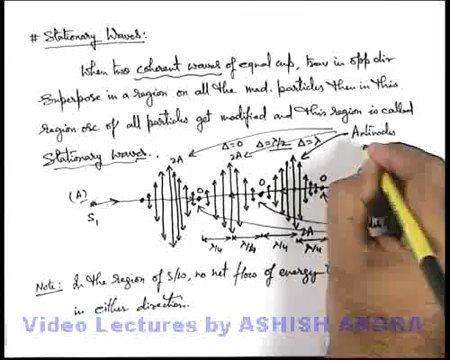 # Stationary Waves:
When two coherent waves of equal amp, trav in opp dir
Superpose in a region on all the med. particles then in this
region osc of all particles get modified and this region is called
Stationary waves..
Δ=0 Δ=λ/2 Δ=λ
Antinodes
2A 2A
(A)
S₁
0 0 0
2A
λ/4 λ/4 λ/4 λ/4
Note: In the region of S/W, no net flow of energy
in either direction.
Video Lectures by ASHISH ARORA